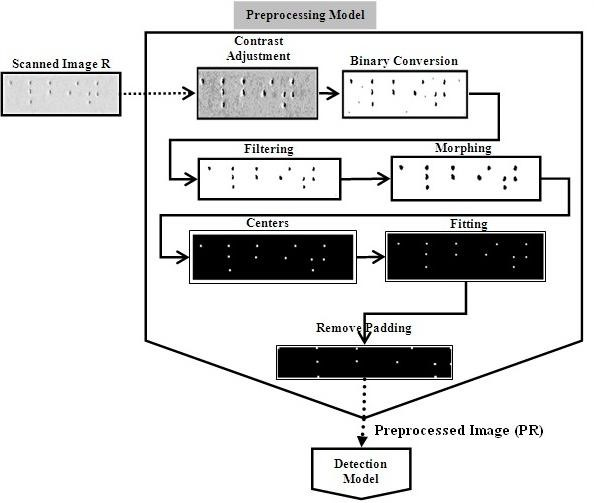 Preprocessing Model
Scanned Image R
Contrast
Adjustment
Binary Conversion
Filtering
Morphing
Centers
Fitting
Remove Padding
Preprocessed Image (PR)
Detection
Model